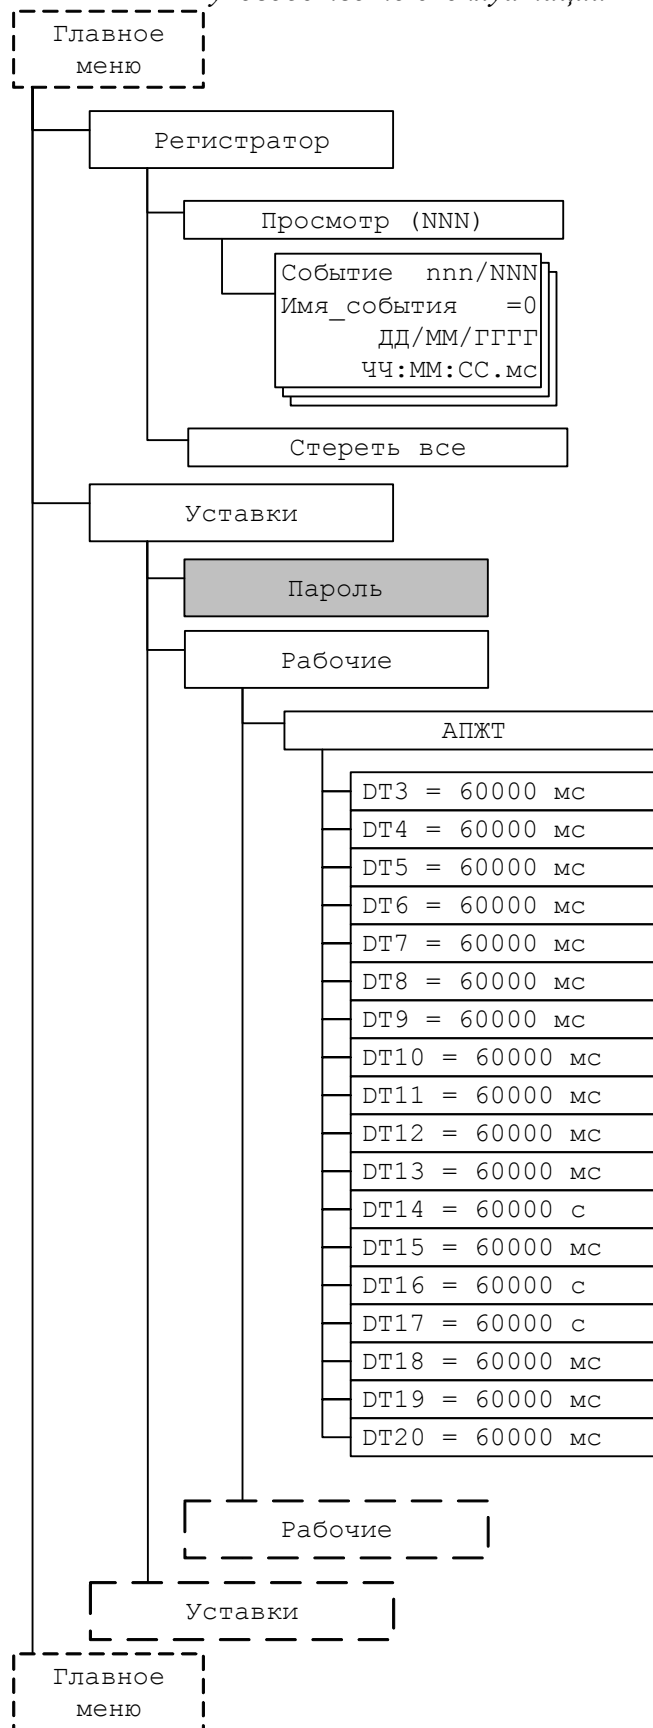 Главное
меню
Регистратор
Просмотр (NNN)
Событие nnn/NNN
Имя_события =0
ДД/ММ/ГГГГ
ЧЧ:ММ:СС.мс
Стереть все
Уставки
Пароль
Рабочие
АПЖТ
DT3 = 60000 мс
DT4 = 60000 мс
DT5 = 60000 мс
DT6 = 60000 мс
DT7 = 60000 мс
DT8 = 60000 мс
DT9 = 60000 мс
DT10 = 60000 мс
DT11 = 60000 мс
DT12 = 60000 мс
DT13 = 60000 мс
DT14 = 60000 с
DT15 = 60000 мс
DT16 = 60000 с
DT17 = 60000 с
DT18 = 60000 мс
DT19 = 60000 мс
DT20 = 60000 мс
Рабочие
Уставки
Главное
меню